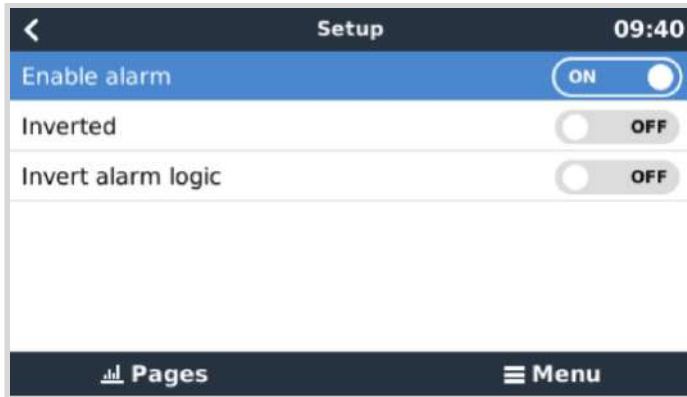 Setup 09:40
Enable alarm ON
Inverted OFF
Invert alarm logic OFF
Pages Menu